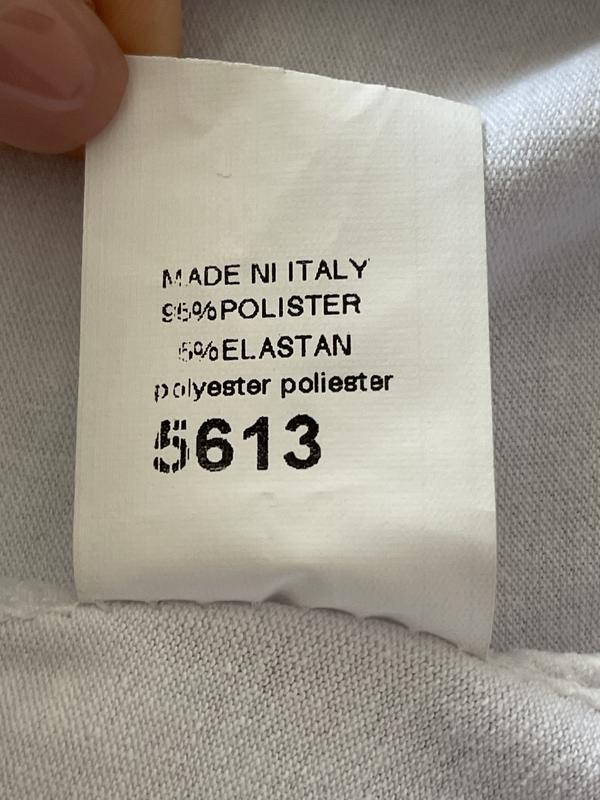 MADE NI ITALY
95%POLISTER
5%ELASTAN
polyester poliester
5613